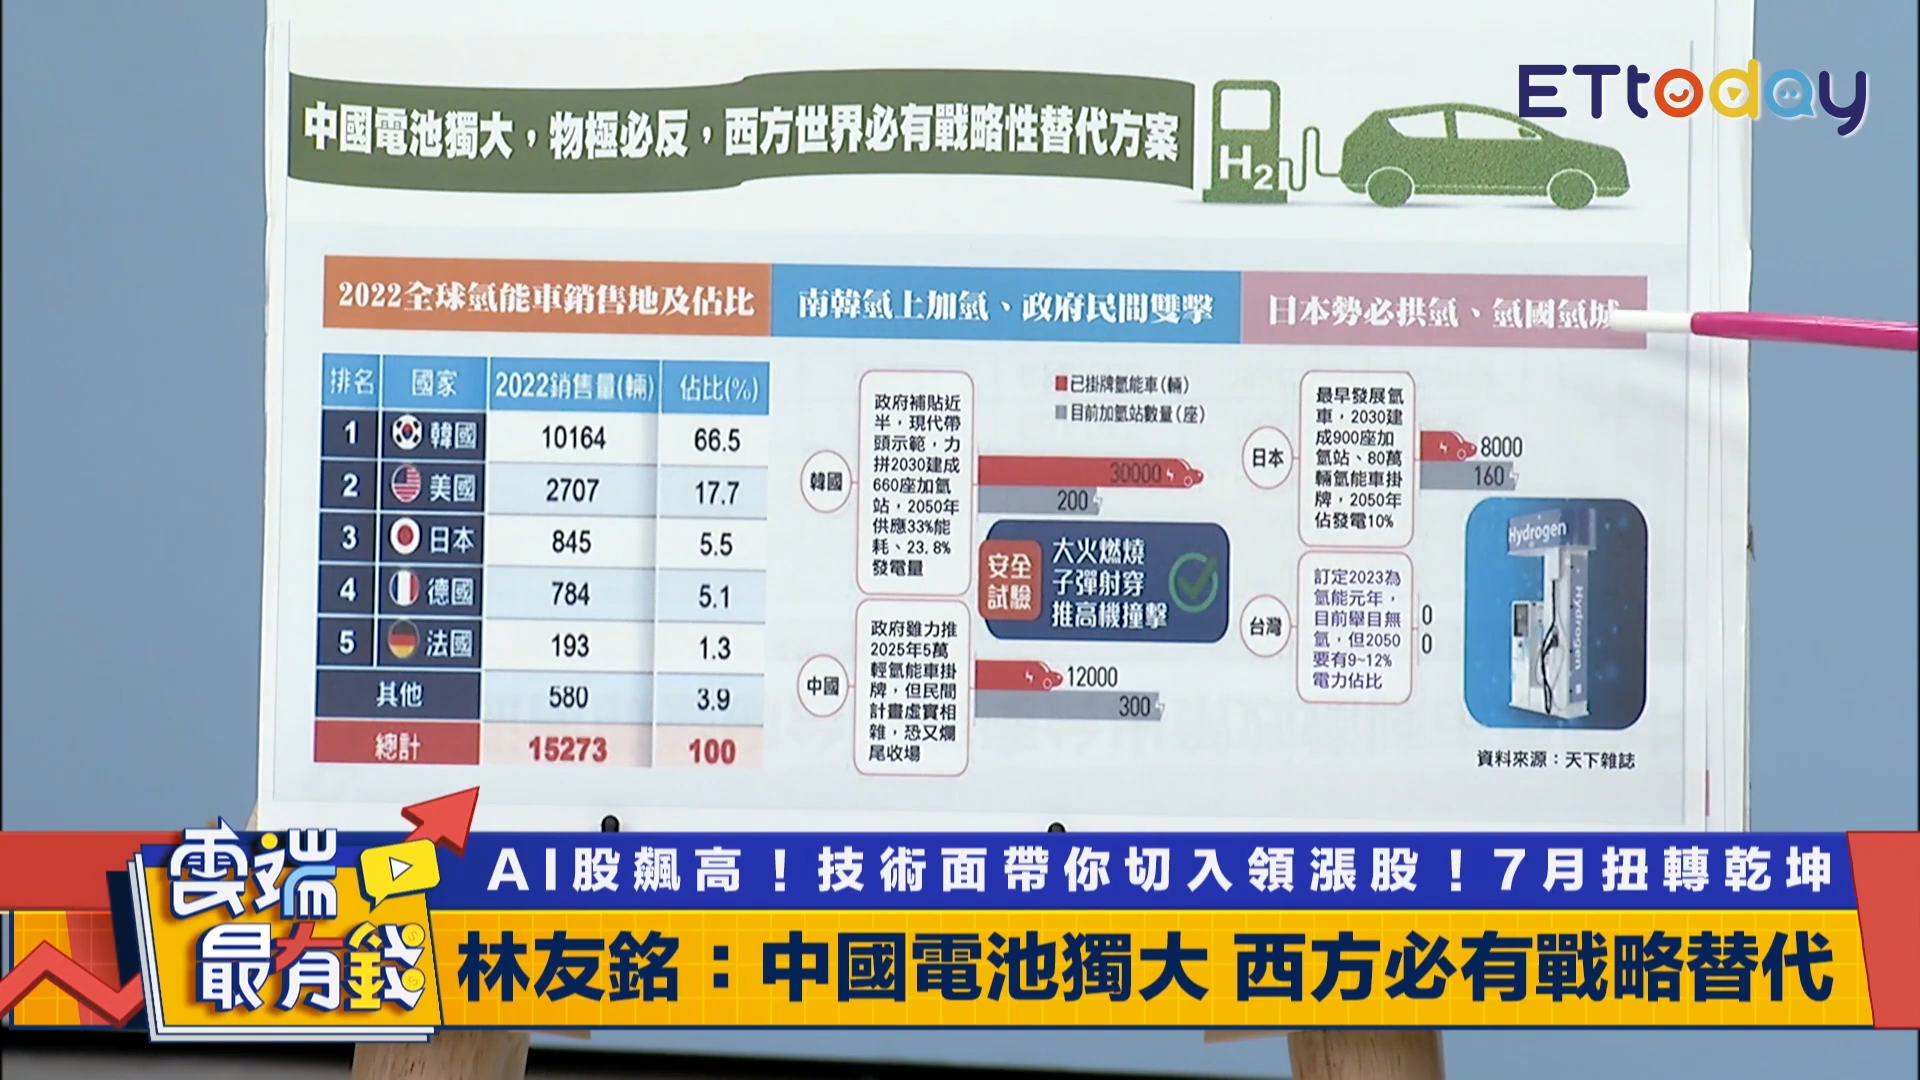 ETtoday
中國電池獨大，物極必反，西方世界必有戰略性替代方案
H2
2022全球氫能車銷售地及佔比
排名 國家 2022銷售量(輛) 佔比(%)
1 韓國 10164 66.5
2 美國 2707 17.7
3 日本 845 5.5
4 德國 784 5.1
5 法國 193 1.3
其他 580 3.9
總計 15273 100
南韓氫上加氫、政府民間雙擊
已掛牌氫能車(輛)
目前加氫站數量(座)
韓國
政府補貼近
半，現代帶
頭示範，力
拼2030建成
660座加氫
站，2050年
供應33%能
耗、23.8%
發電量
30000
200
安全
試驗
大火燃燒
子彈射穿
推高機撞擊
中國
政府雖力推
2025年5萬
輕氫能車掛
牌，但民間
計畫虛實相
雜，恐又爛
尾收場
12000
300
日本勢必拱氫、氫國氫城
日本
最早發展氫
車，2030建
成900座加
氫站、80萬
輛氫能車掛
牌，2050年
佔發電10%
8000
160
台灣
訂定2023為
氫能元年，
目前舉目無
氫，但2050
要有9~12%
電力佔比
0
0
Hydrogen
Hydrogen
資料來源：天下雜誌
雲端
最有錢
AI股飆高！技術面帶你切入領漲股！7月扭轉乾坤
林友銘：中國電池獨大 西方必有戰略替代